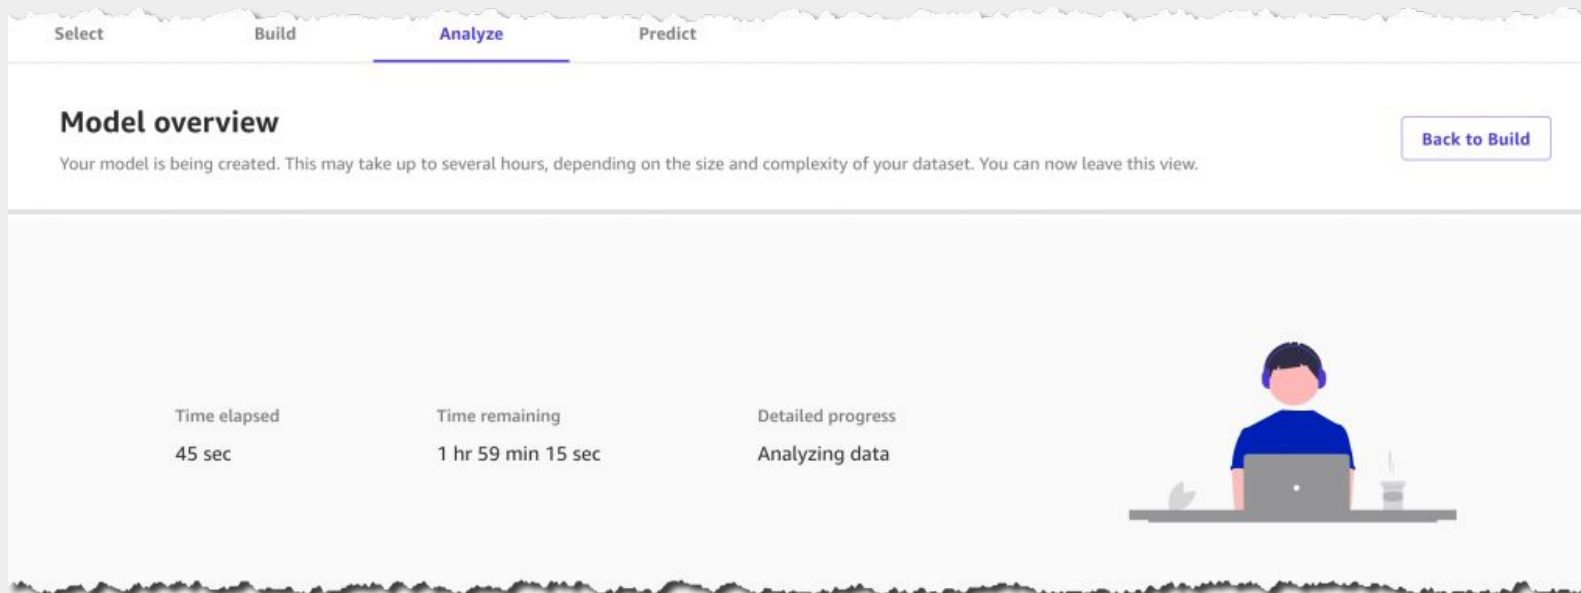 Select Build Analyze Predict
Model overview
Back to Build
Your model is being created. This may take up to several hours, depending on the size and complexity of your dataset. You can now leave this view.
Time elapsed Time remaining Detailed progress
45 sec 1 hr 59 min 15 sec Analyzing data